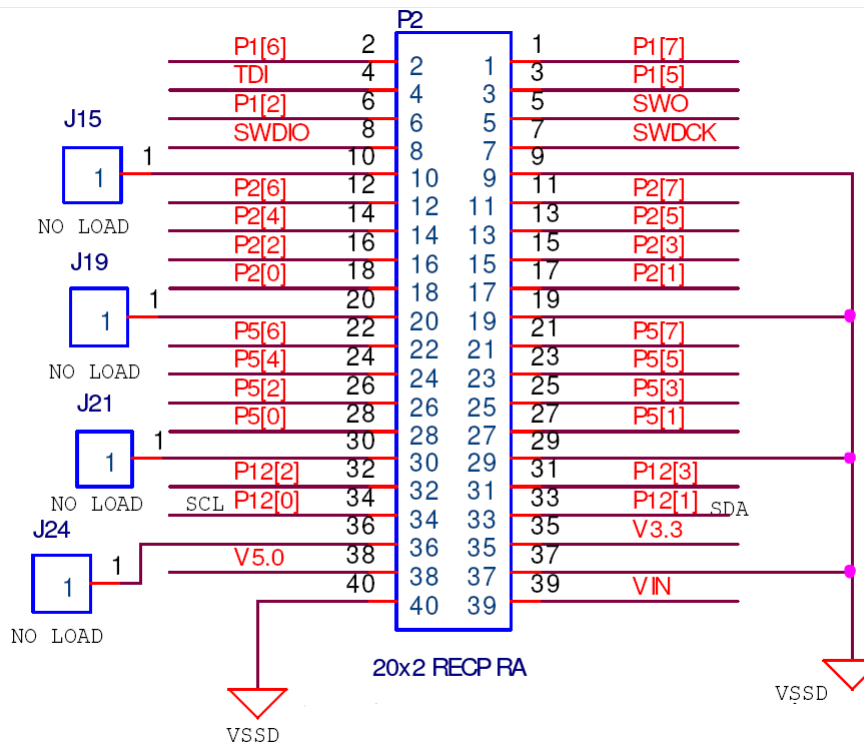 P2
P1[6] 2 2 1 1 P1[7]
TDI 4 4 3 3 P1[5]
P1[2] 6 6 5 5 SWO
SWDIO 8 8 7 7 SWDCK
J15 1 1 10 10 9 9
NO LOAD
P2[6] 12 12 11 11 P2[7]
P2[4] 14 14 13 13 P2[5]
P2[2] 16 16 15 15 P2[3]
P2[0] 18 18 17 17 P2[1]
J19 1 1 20 20 19 19
NO LOAD
P5[6] 22 22 21 21 P5[7]
P5[4] 24 24 23 23 P5[5]
P5[2] 26 26 25 25 P5[3]
P5[0] 28 28 27 27 P5[1]
J21 1 1 30 30 29 29
NO LOAD
P12[2] 32 32 31 31 P12[3]
SCL P12[0] 34 34 33 33 P12[1] SDA
J24 1 1 36 36 35 35 V3.3
NO LOAD
V5.0 38 38 37 37
40 40 39 39 VIN
20x2 RECP RA
VSSD
VSSD